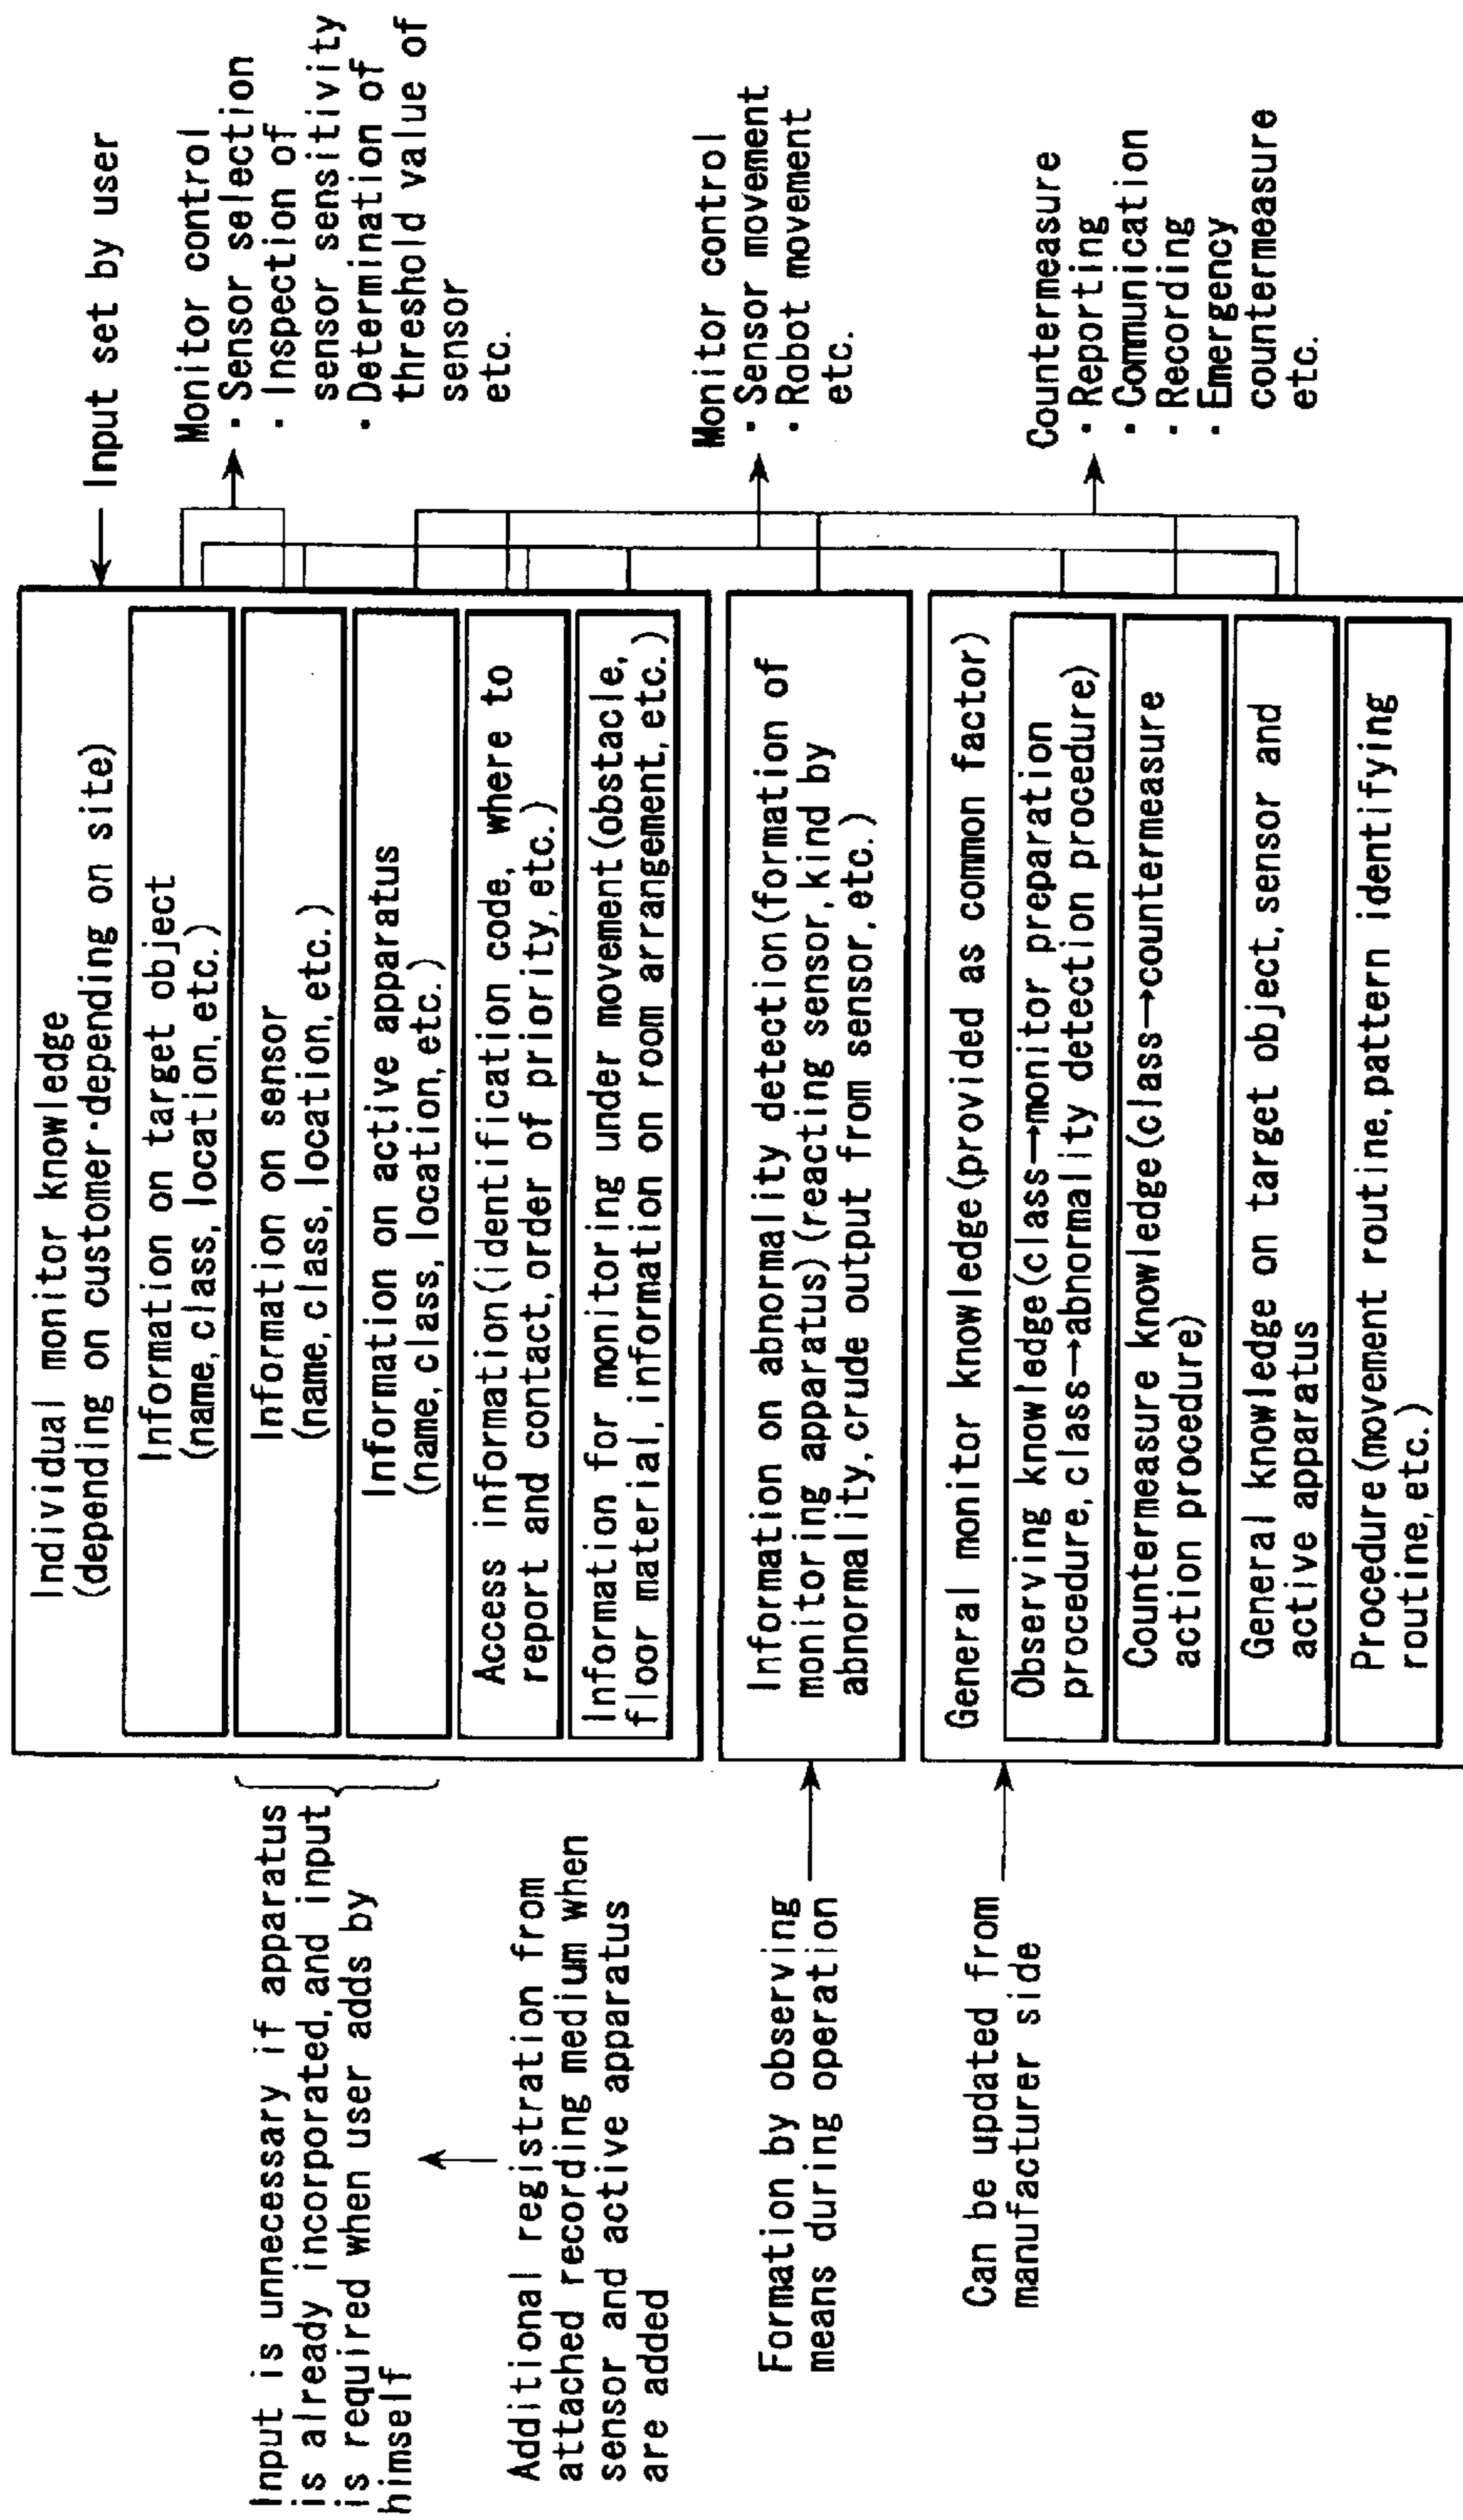 Input is unnecessary if apparatus
is already incorporated, and input
is required when user adds by
himself
Additional registration from
attached recording medium when
sensor and active apparatus
are added
Formation by observing
means during operation
Can be updated from
manufacturer side
Individual monitor knowledge
(depending on customer·depending on site)
Information on target object
(name, class, location, etc.)
Information on sensor
(name, class, location, etc.)
Information on active apparatus
(name, class, location, etc.)
Access information(identification code, where to
report and contact, order of priority, etc.)
Information for monitoring under movement(obstacle,
floor material, information on room arrangement, etc.)
Information on abnormality detection(formation of
monitoring apparatus)(reacting sensor, kind by
abnormality, crude output from sensor, etc.)
General monitor knowledge(provided as common factor)
Observing knowledge(class→monitor preparation
procedure, class→abnormality detection procedure)
Countermeasure knowledge(class→countermeasure
action procedure)
General knowledge on target object, sensor and
active apparatus
Procedure(movement routine, pattern identifying
routine, etc.)
Input set by user
Monitor control
· Sensor selection
· Inspection of
sensor sensitivity
· Determination of
threshold value of
sensor
etc.
Monitor control
· Sensor movement
· Robot movement
etc.
Countermeasure
· Reporting
· Communication
· Recording
· Emergency
countermeasure
etc.